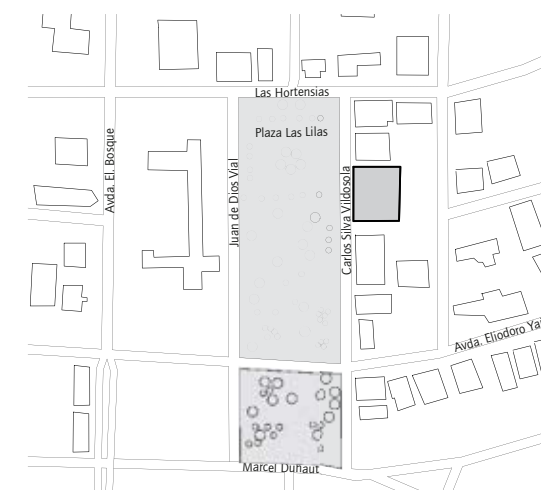 Las Hortensias
Plaza Las Lilas
Avda. El. Bosque
Juan de Dios Vial
Carlos Silva Vildosola
Avda. Eliodoro Ya
Marcel Duhaut